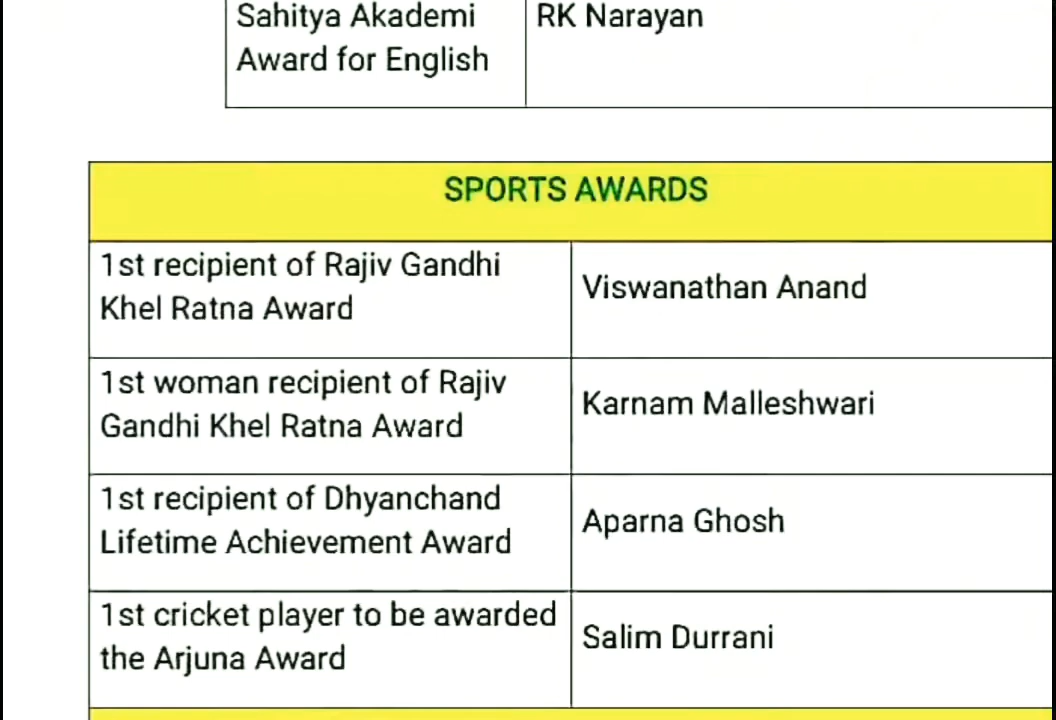 Sahitya Akademi
Award for English
RK Narayan
SPORTS AWARDS
1st recipient of Rajiv Gandhi
Khel Ratna Award
Viswanathan Anand
1st woman recipient of Rajiv
Gandhi Khel Ratna Award
Karnam Malleshwari
1st recipient of Dhyanchand
Lifetime Achievement Award
Aparna Ghosh
1st cricket player to be awarded
the Arjuna Award
Salim Durrani